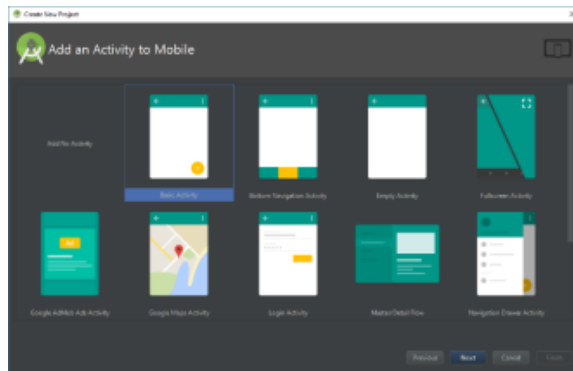 Create New Project
Add an Activity to Mobile
Add No Activity
Basic Activity
Bottom Navigation Activity
Empty Activity
Fullscreen Activity
Ad
Google AdMob Ads Activity
Google Maps Activity
Login Activity
Master/Detail Flow
Navigation Drawer Activity
Previous
Next
Cancel
Finish